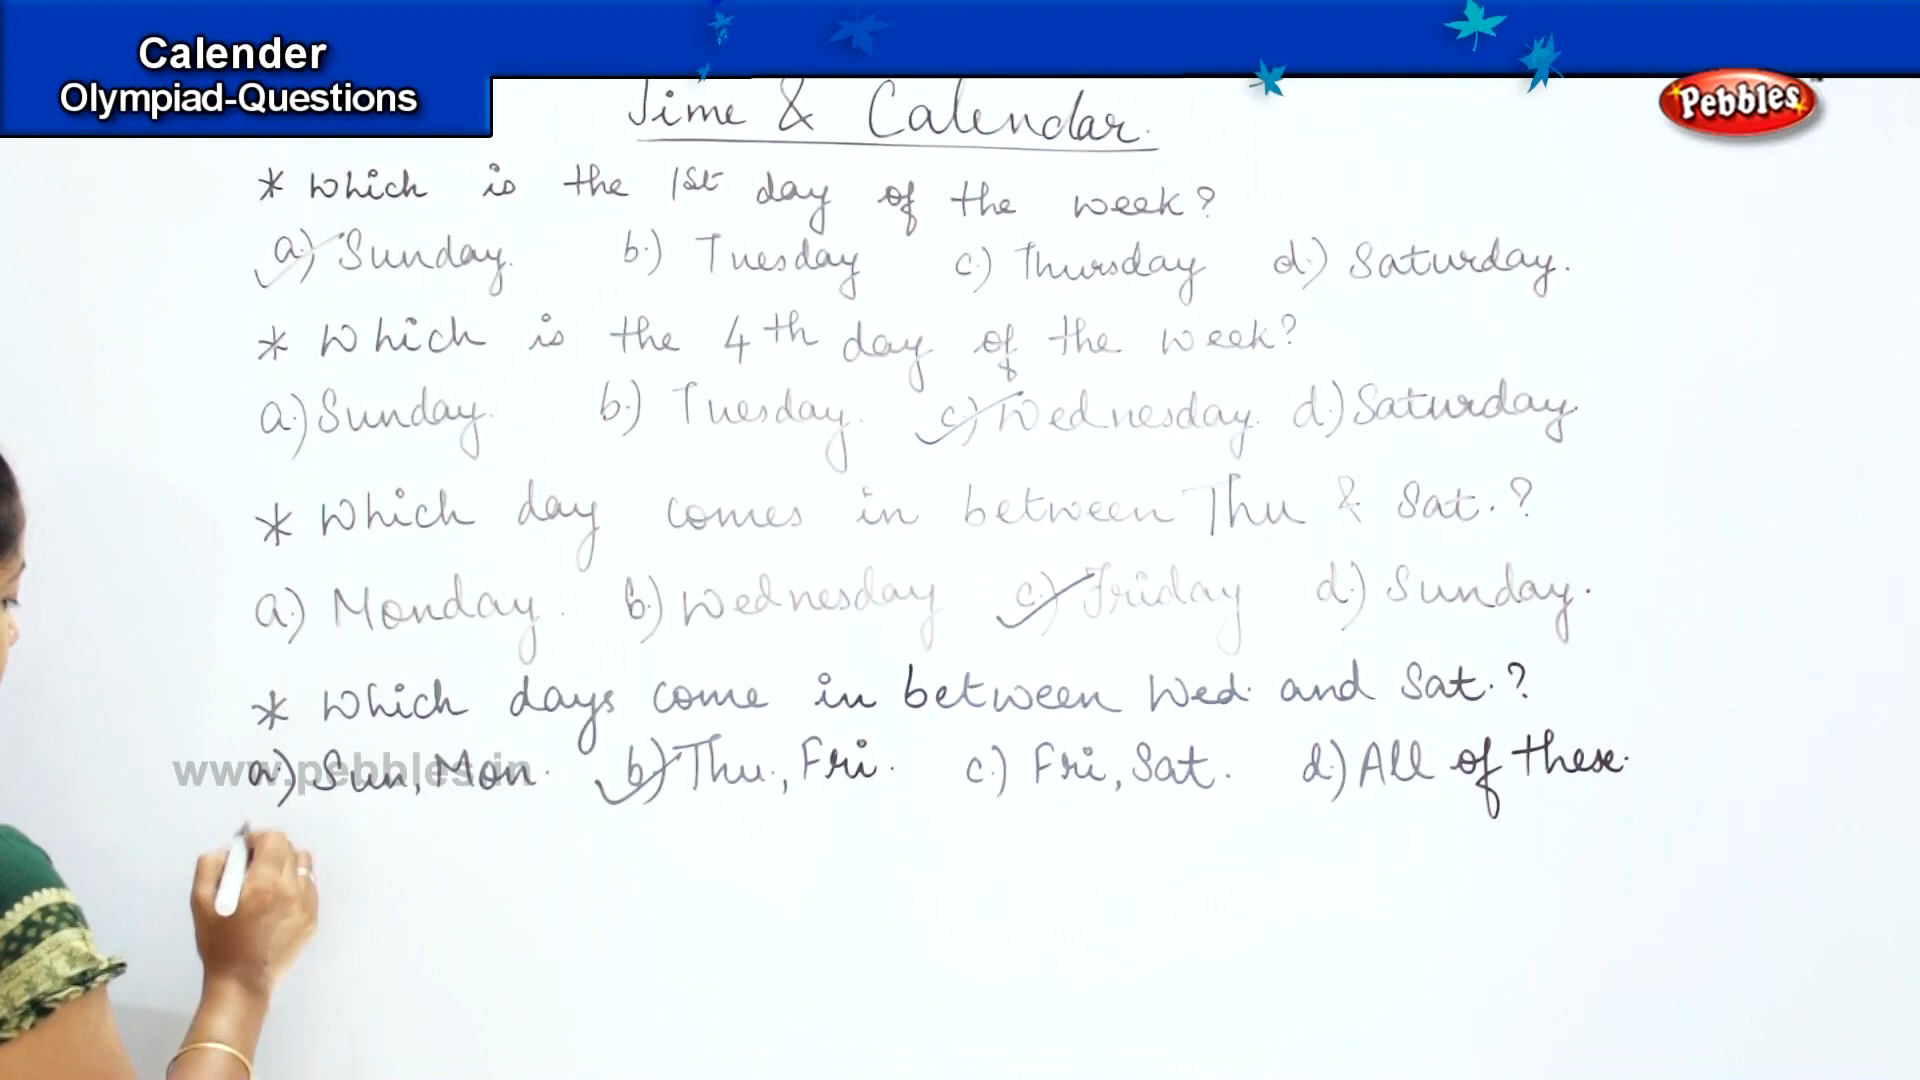 Calender
Olympiad-Questions
Pebbles
Time & Calendar.
* Which is the 1st day of the week?
a.) Sunday. b.) Tuesday c.) Thursday d.) Saturday.
* Which is the 4th day of the week?
a.) Sunday. b.) Tuesday. c.) Wednesday. d.) Saturday
* Which day comes in between Thu & Sat.?
a.) Monday. b.) Wednesday c.) Friday d.) Sunday.
* Which days come in between Wed. and Sat.?
www.pebbles.in
a.) Sun, Mon. b.) Thu., Fri. c.) Fri, Sat. d.) All of these.